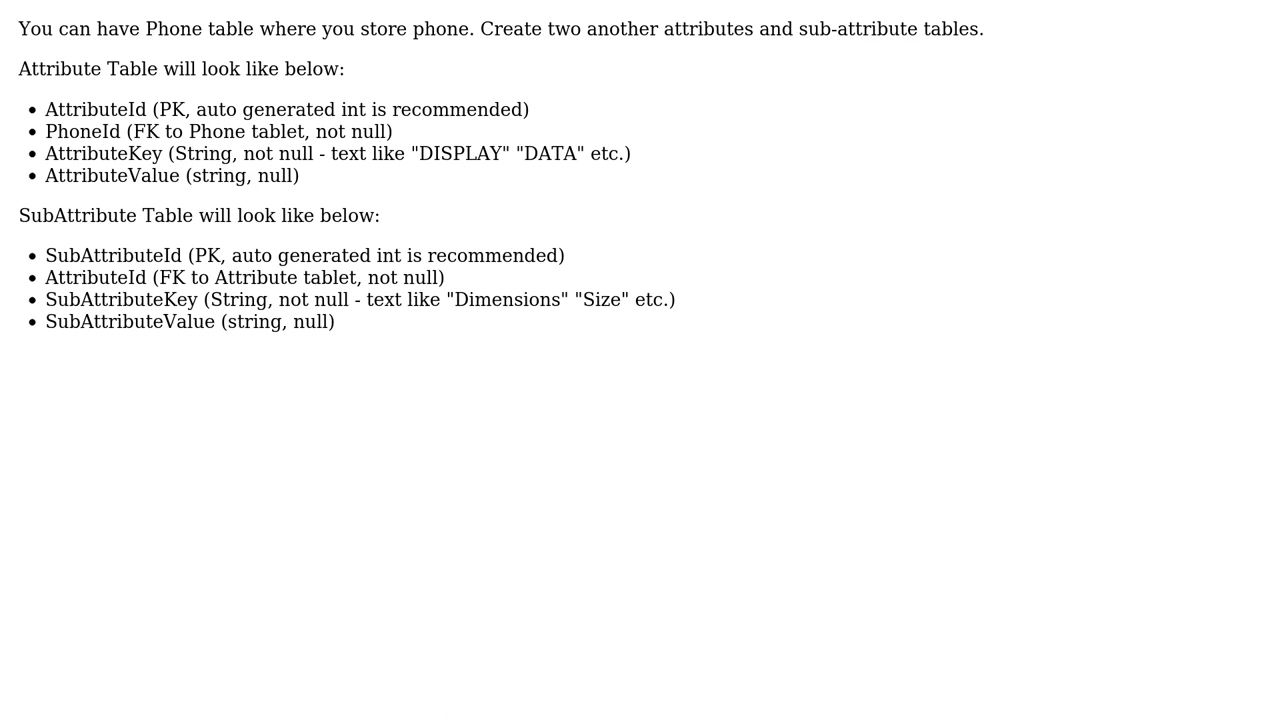 You can have Phone table where you store phone. Create two another attributes and sub-attribute tables.
Attribute Table will look like below:
• AttributeId (PK, auto generated int is recommended)
• PhoneId (FK to Phone tablet, not null)
• AttributeKey (String, not null - text like "DISPLAY" "DATA" etc.)
• AttributeValue (string, null)
SubAttribute Table will look like below:
• SubAttributeId (PK, auto generated int is recommended)
• AttributeId (FK to Attribute tablet, not null)
• SubAttributeKey (String, not null - text like "Dimensions" "Size" etc.)
• SubAttributeValue (string, null)